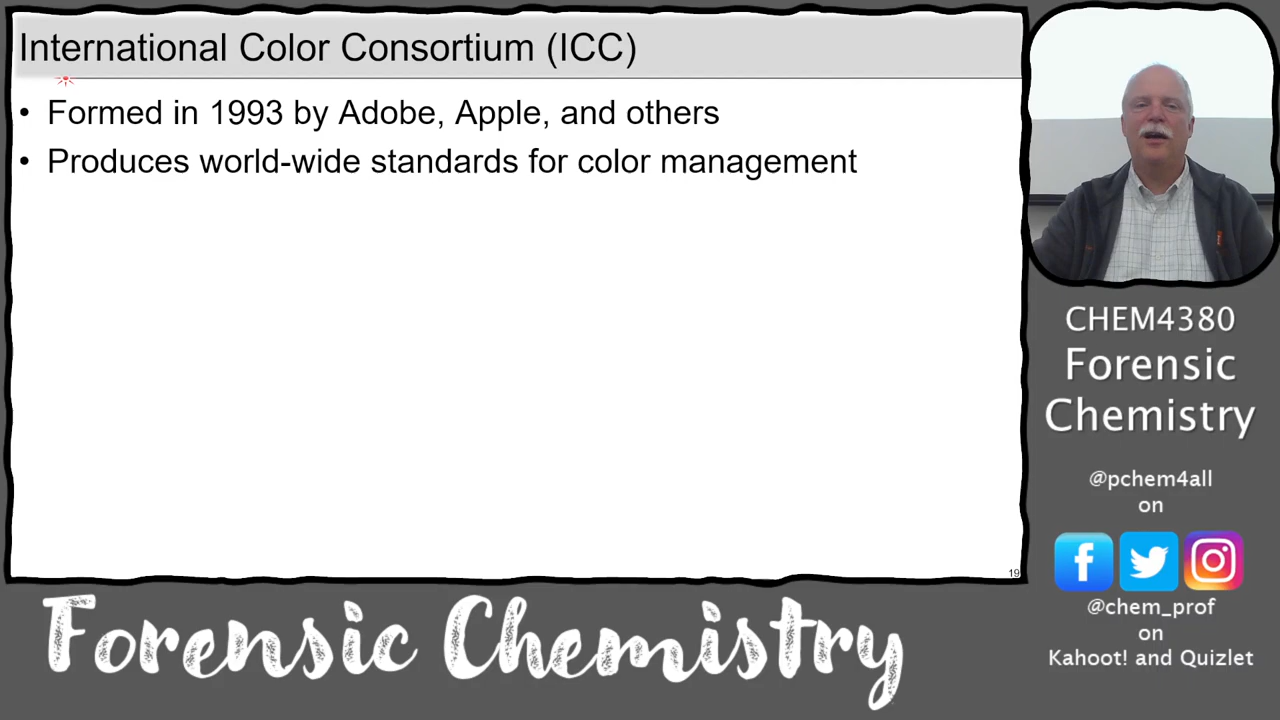 International Color Consortium (ICC)
• Formed in 1993 by Adobe, Apple, and others
• Produces world-wide standards for color management
19
CHEM4380
Forensic
Chemistry
@pchem4all
on
@chem_prof
on
Kahoot! and Quizlet
Forensic Chemistry